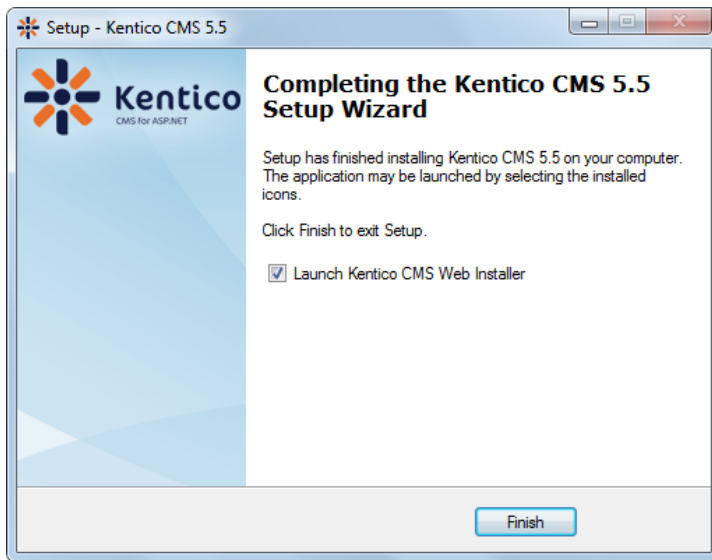 Setup - Kentico CMS 5.5
Kentico
CMS for ASP.NET
Completing the Kentico CMS 5.5
Setup Wizard
Setup has finished installing Kentico CMS 5.5 on your computer.
The application may be launched by selecting the installed
icons.
Click Finish to exit Setup.
Launch Kentico CMS Web Installer
Finish